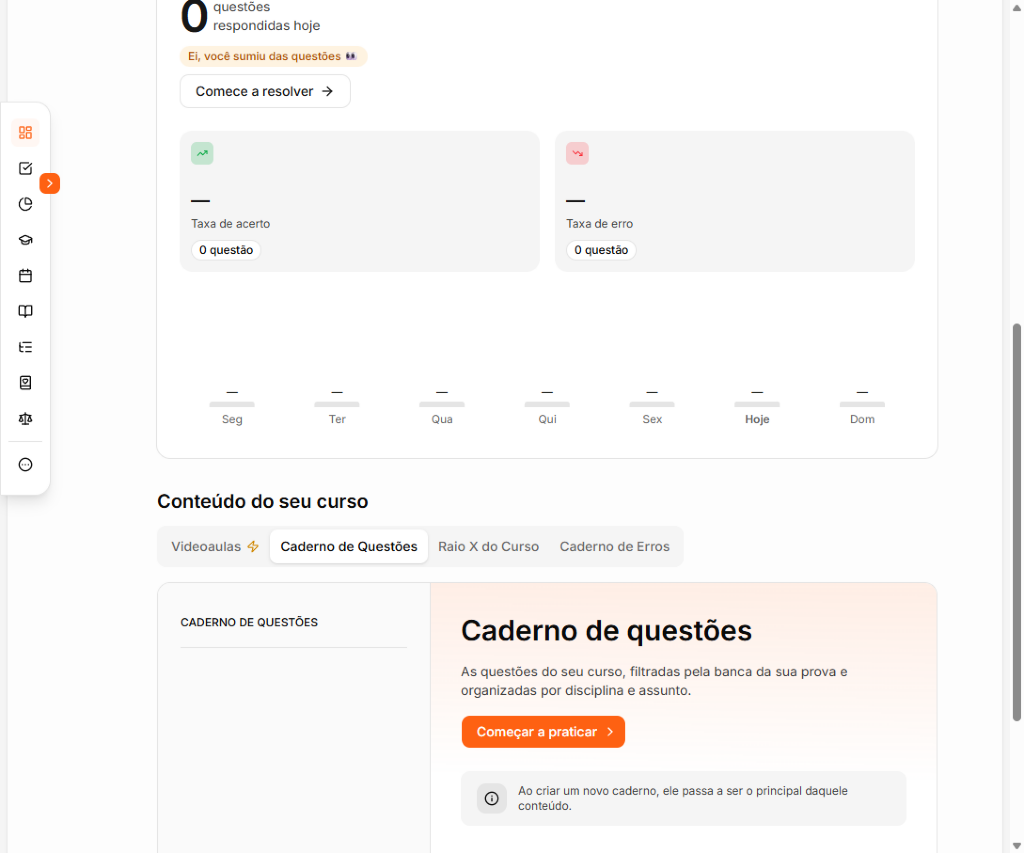 0
questões
respondidas hoje
Ei, você sumiu das questões 👀
Comece a resolver →
—
Taxa de acerto
0 questão
—
Taxa de erro
0 questão
— — — — — — —
Seg Ter Qua Qui Sex Hoje Dom
Conteúdo do seu curso
Videoaulas Caderno de Questões Raio X do Curso Caderno de Erros
CADERNO DE QUESTÕES
Caderno de questões
As questões do seu curso, filtradas pela banca da sua prova e
organizadas por disciplina e assunto.
Começar a praticar
Ao criar um novo caderno, ele passa a ser o principal daquele
conteúdo.